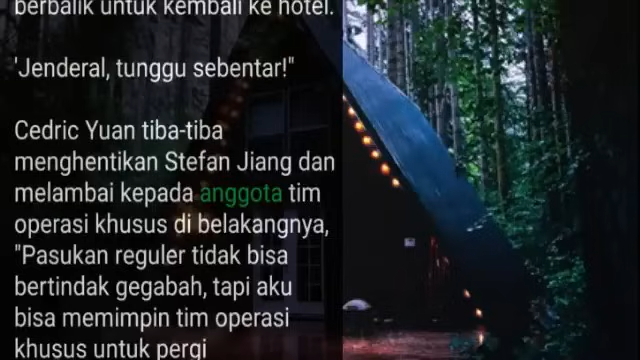 berbalik untuk kembali ke hotel.
'Jenderal, tunggu sebentar!"
Cedric Yuan tiba-tiba
menghentikan Stefan Jiang dan
melambai kepada anggota tim
operasi khusus di belakangnya,
"Pasukan reguler tidak bisa
bertindak gegabah, tapi aku
bisa memimpin tim operasi
khusus untuk pergi